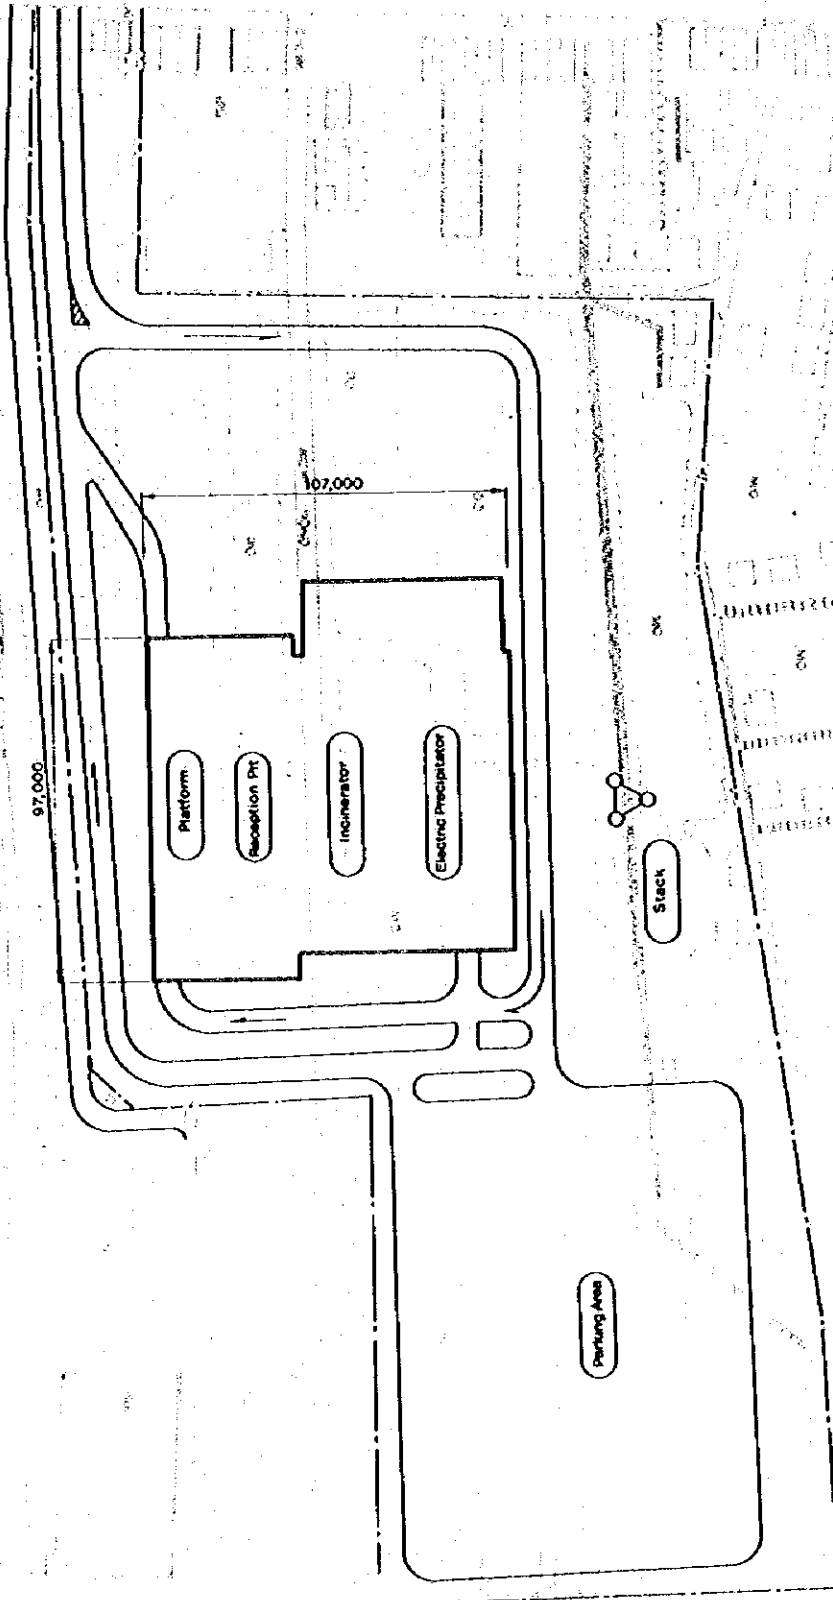 107,000
97,000
Platform
Reception Pit
Incinerator
Electric Precipitator
Stack
Parking Area